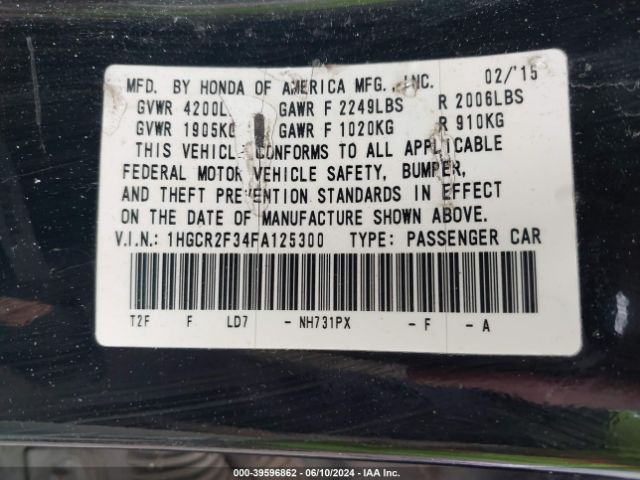 MFD. BY HONDA OF AMERICA MFG., INC. 02/'15
GVWR 4200L GAWR F 2249LBS R 2006LBS
GVWR 1905KG GAWR F 1020KG R 910KG
THIS VEHICLE CONFORMS TO ALL APPLICABLE
FEDERAL MOTOR VEHICLE SAFETY, BUMPER,
AND THEFT PREVENTION STANDARDS IN EFFECT
ON THE DATE OF MANUFACTURE SHOWN ABOVE.
V.I.N.: 1HGCR2F34FA125300 TYPE: PASSENGER CAR
T2F F LD7 - NH731PX - F - A
000-39596862 | 06/10/2024 | IAA Inc.